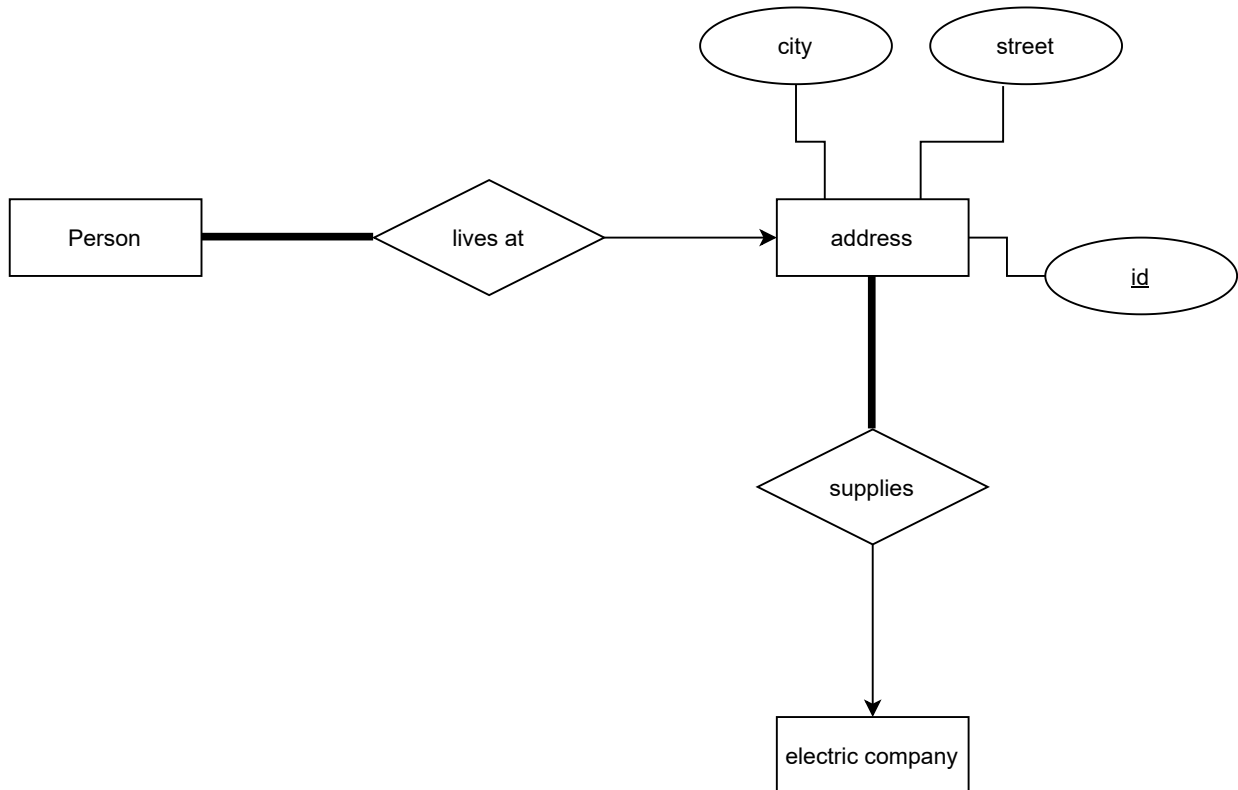 city
street
Person
lives at
address
id
supplies
electric company